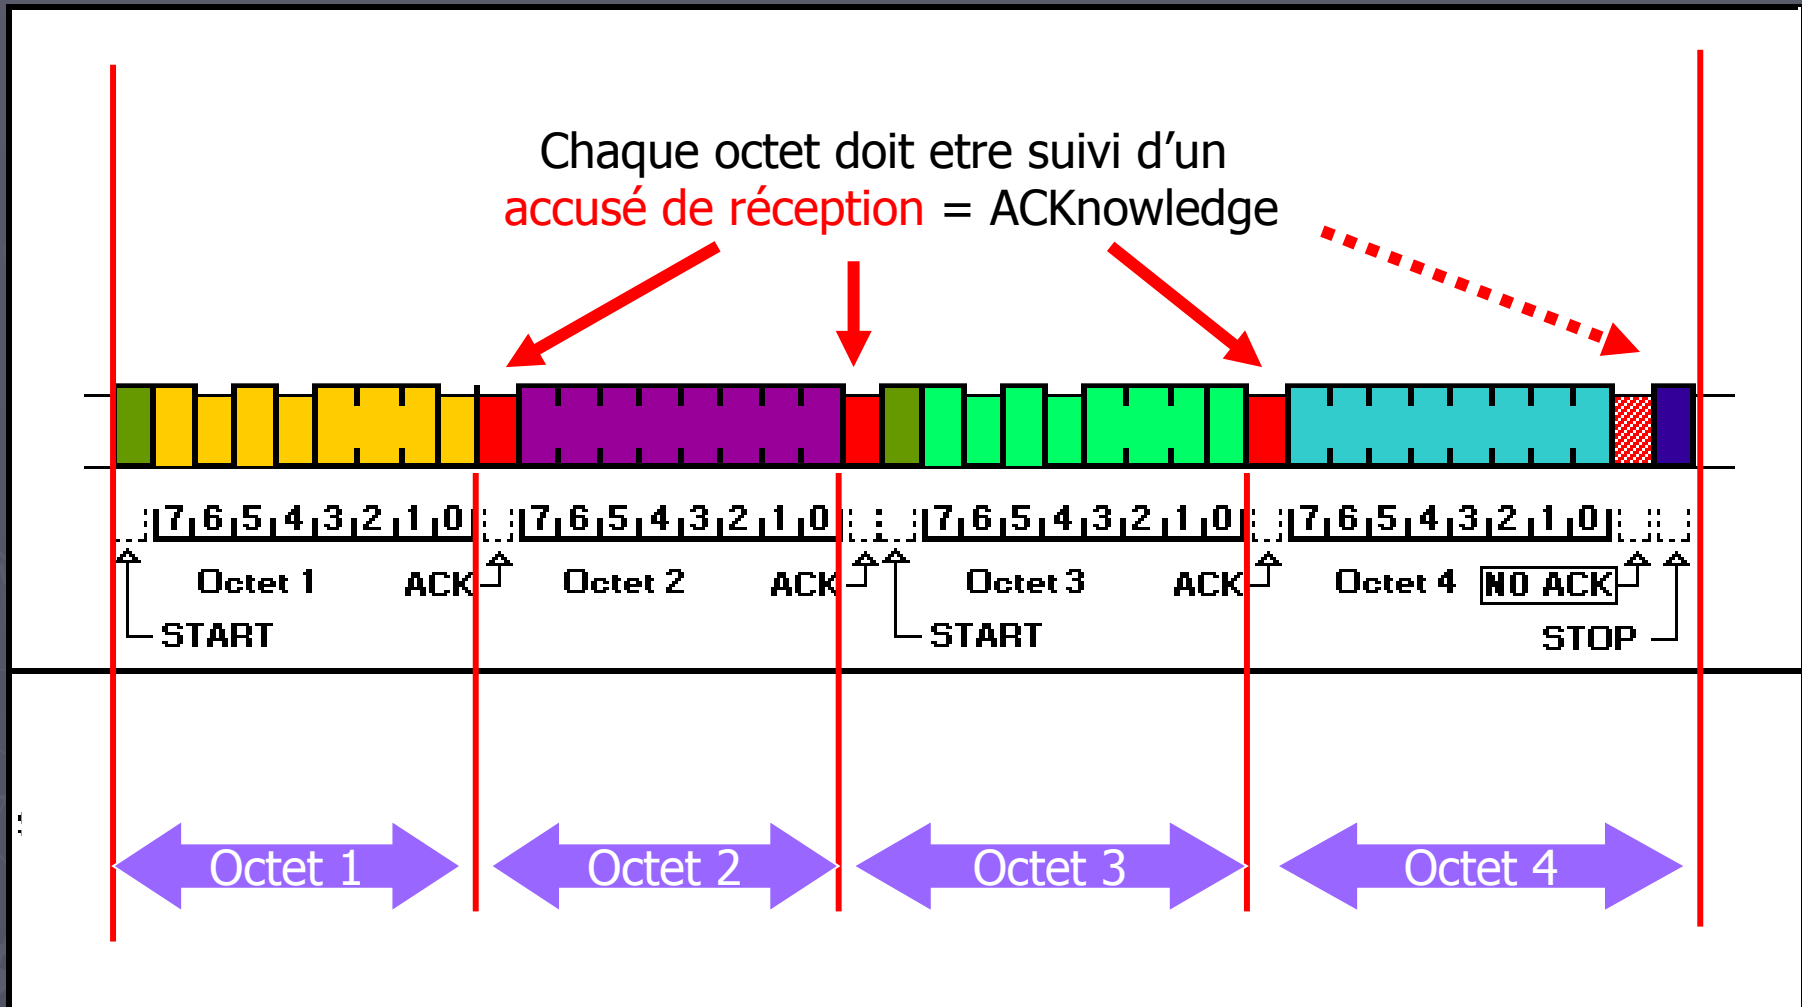 Chaque octet doit etre suivi d’un
accusé de réception = ACKnowledge
7 6 5 4 3 2 1 0 7 6 5 4 3 2 1 0 7 6 5 4 3 2 1 0 7 6 5 4 3 2 1 0
Octet 1 ACK Octet 2 ACK Octet 3 ACK Octet 4 NO ACK
START START STOP
Octet 1 Octet 2 Octet 3 Octet 4